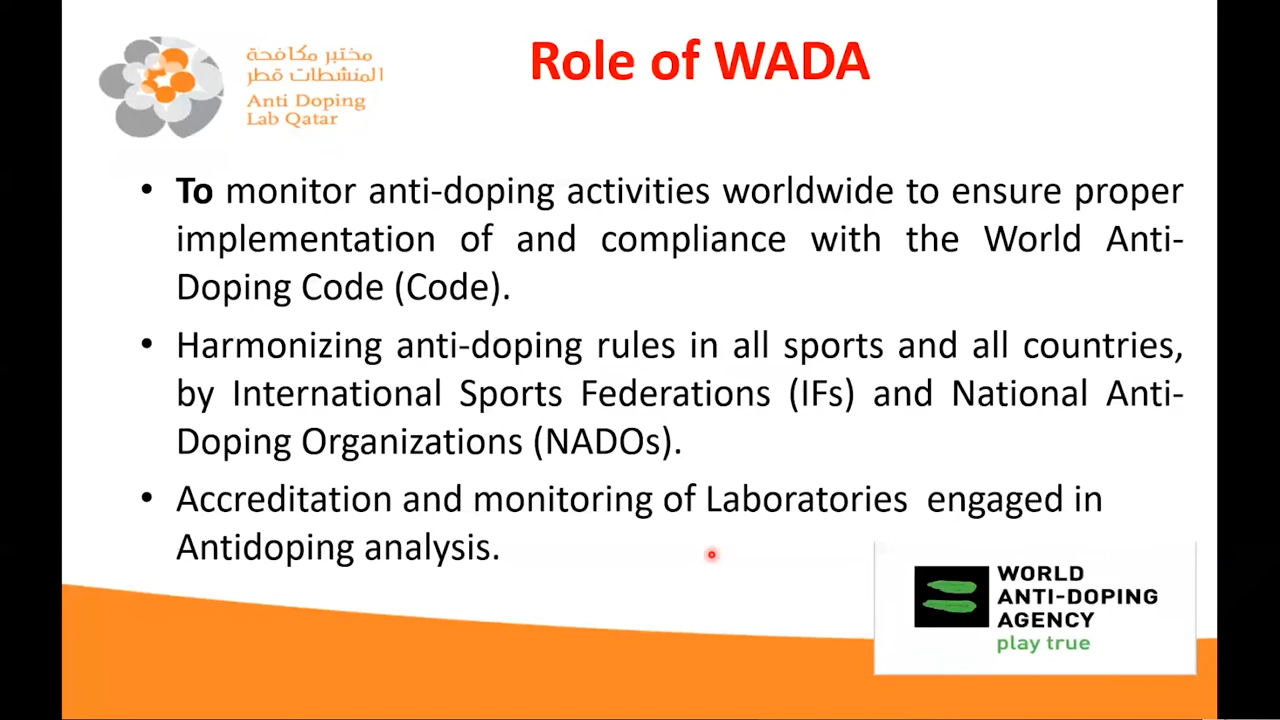 مختبر مكافحة
المنشطات قطر
Anti Doping
Lab Qatar
Role of WADA
• To monitor anti-doping activities worldwide to ensure proper
implementation of and compliance with the World Anti-
Doping Code (Code).
• Harmonizing anti-doping rules in all sports and all countries,
by International Sports Federations (IFs) and National Anti-
Doping Organizations (NADOs).
• Accreditation and monitoring of Laboratories engaged in
Antidoping analysis.
WORLD
ANTI-DOPING
AGENCY
play true